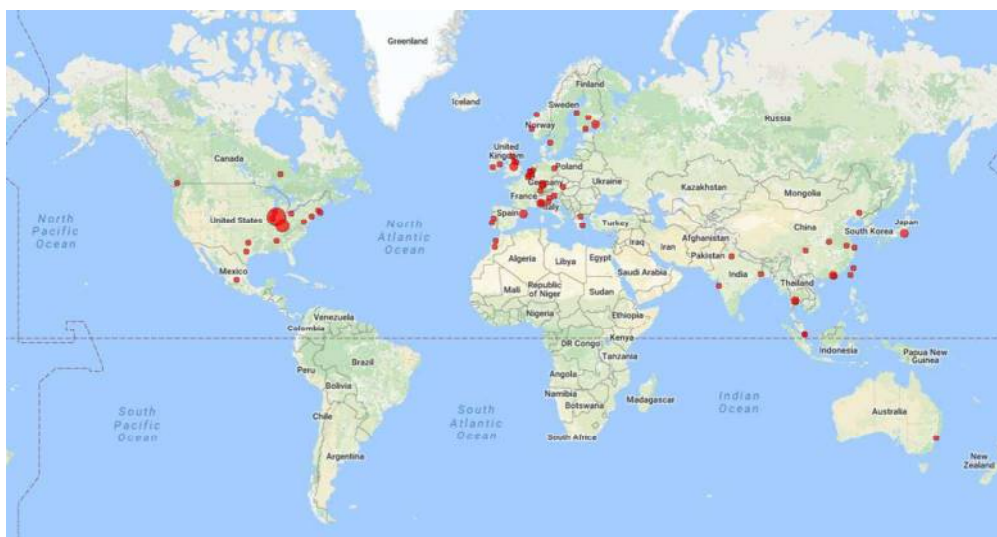 Greenland
Iceland
Finland
Sweden
Norway
Russia
Canada
United
Kingdom
Poland
Germany
Ukraine
France
Kazakhstan
Mongolia
North
Pacific
Ocean
United States
North
Atlantic
Ocean
Spain
Italy
Turkey
China
Japan
South Korea
Afghanistan
Iraq
Iran
Pakistan
Algeria
Libya
Egypt
Saudi Arabia
India
Mexico
Mali
Republic
of Niger
Sudan
Thailand
Nigeria
Ethiopia
Venezuela
Colombia
Kenya
DR Congo
Indonesia
Papua New
Guinea
Tanzania
Brazil
Peru
Bolivia
Angola
Namibia
Botswana
Madagascar
Indian
Ocean
South
Pacific
Ocean
South
Atlantic
Ocean
Australia
Chile
South Africa
Argentina
New
Zealand